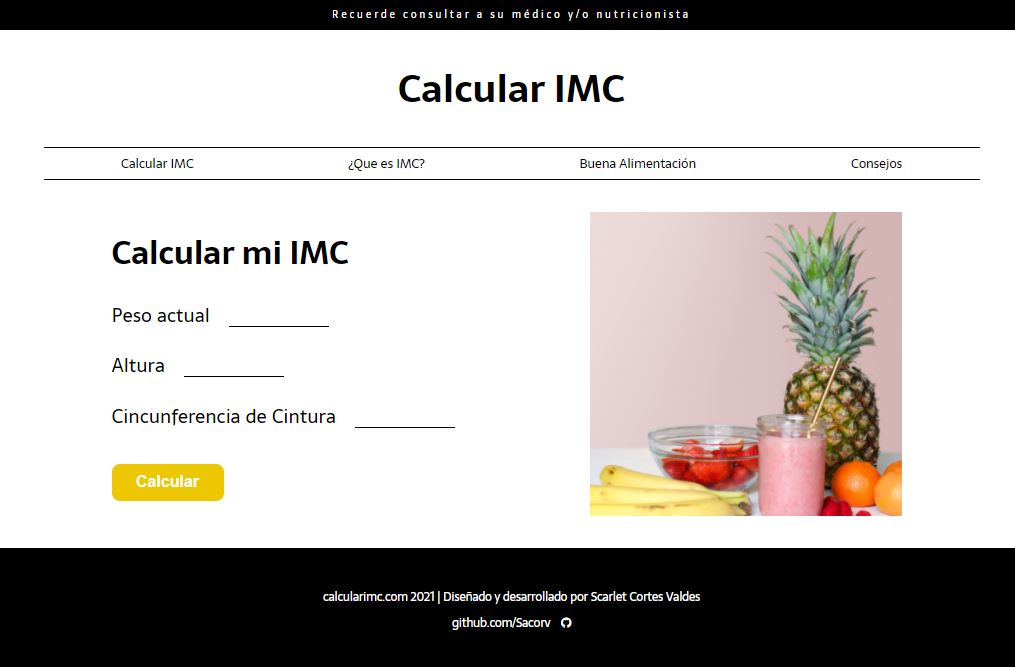 Recuerde consultar a su médico y/o nutricionista
Calcular IMC
Calcular IMC ¿Que es IMC? Buena Alimentación Consejos
Calcular mi IMC
Peso actual
Altura
Cincunferencia de Cintura
Calcular
calcularimc.com 2021 | Diseñado y desarrollado por Scarlet Cortes Valdes
github.com/Sacorv